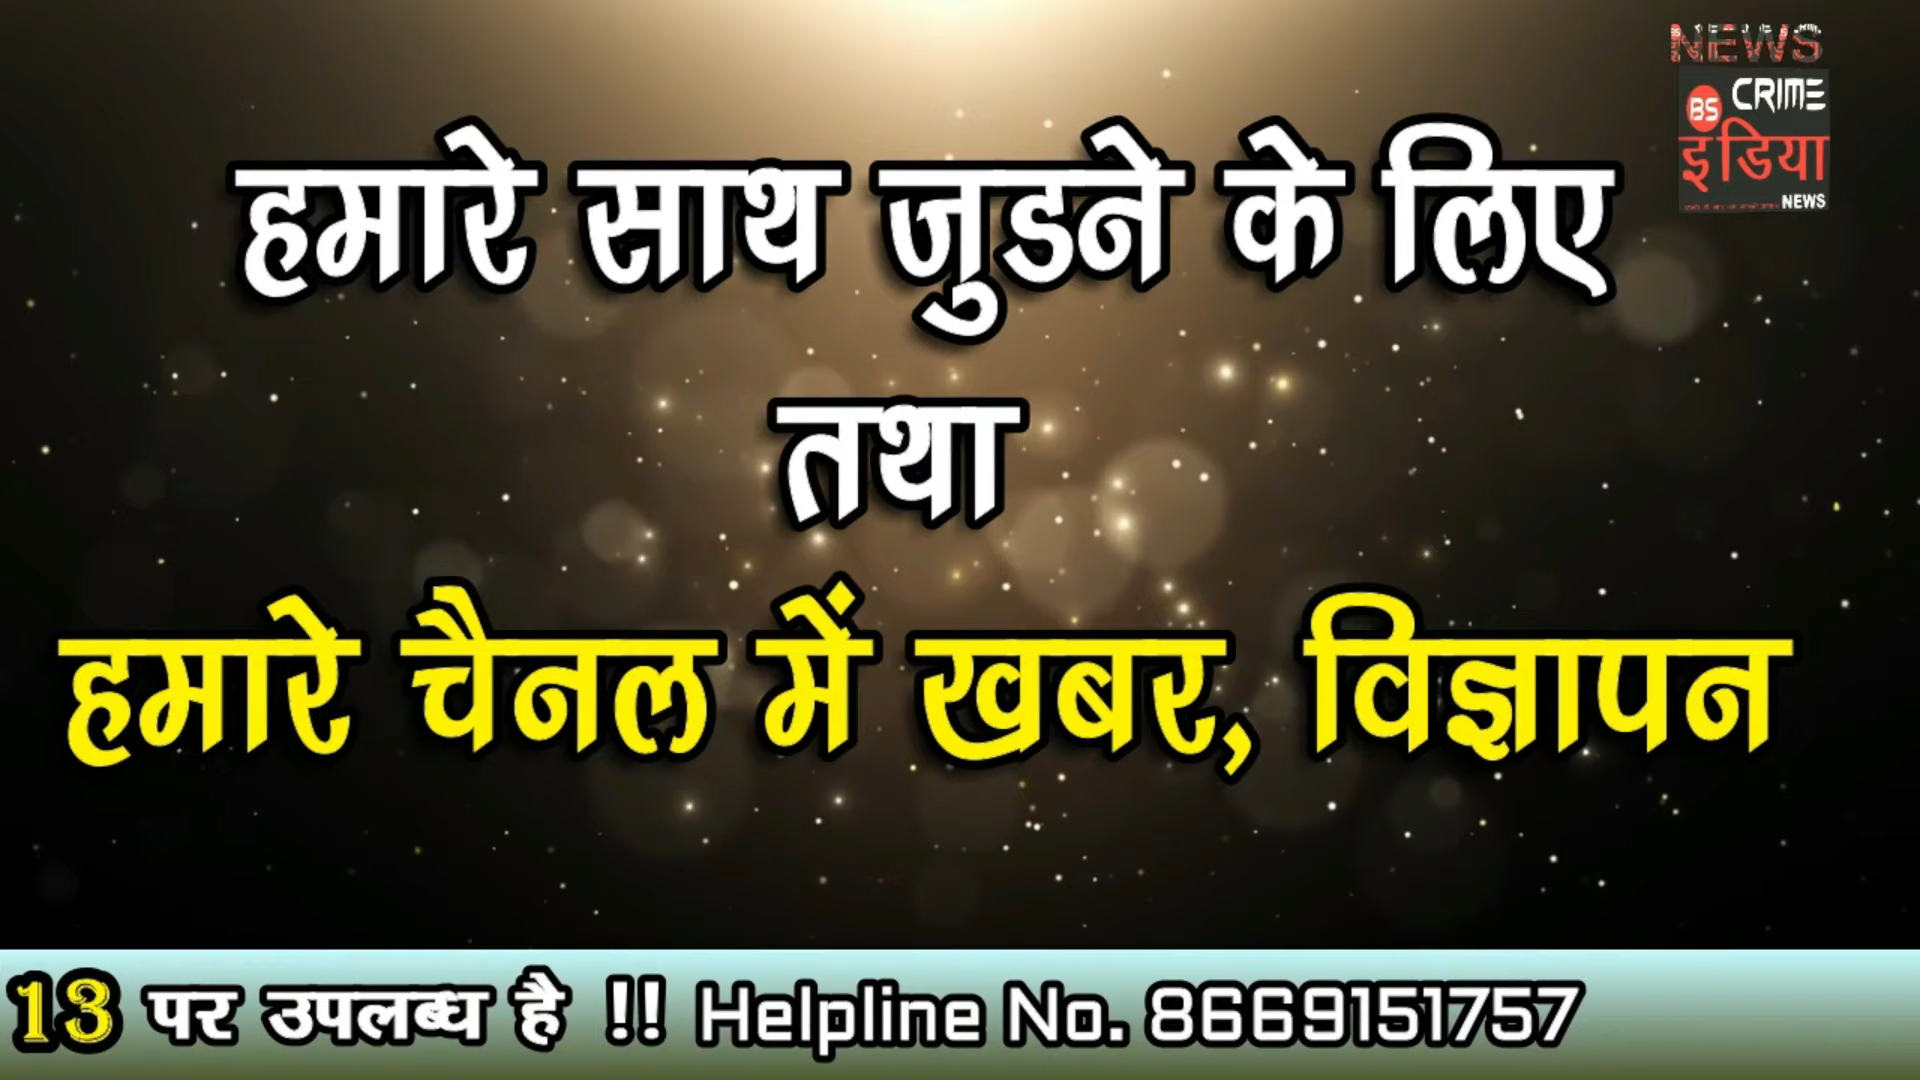 NEWS
BS CRIME
इंडिया
NEWS
हमारे साथ जुडने के लिए
तथा
हमारे चैनल में खबर, विज्ञापन
13 पर उपलब्ध है !! Helpline No. 8669151757